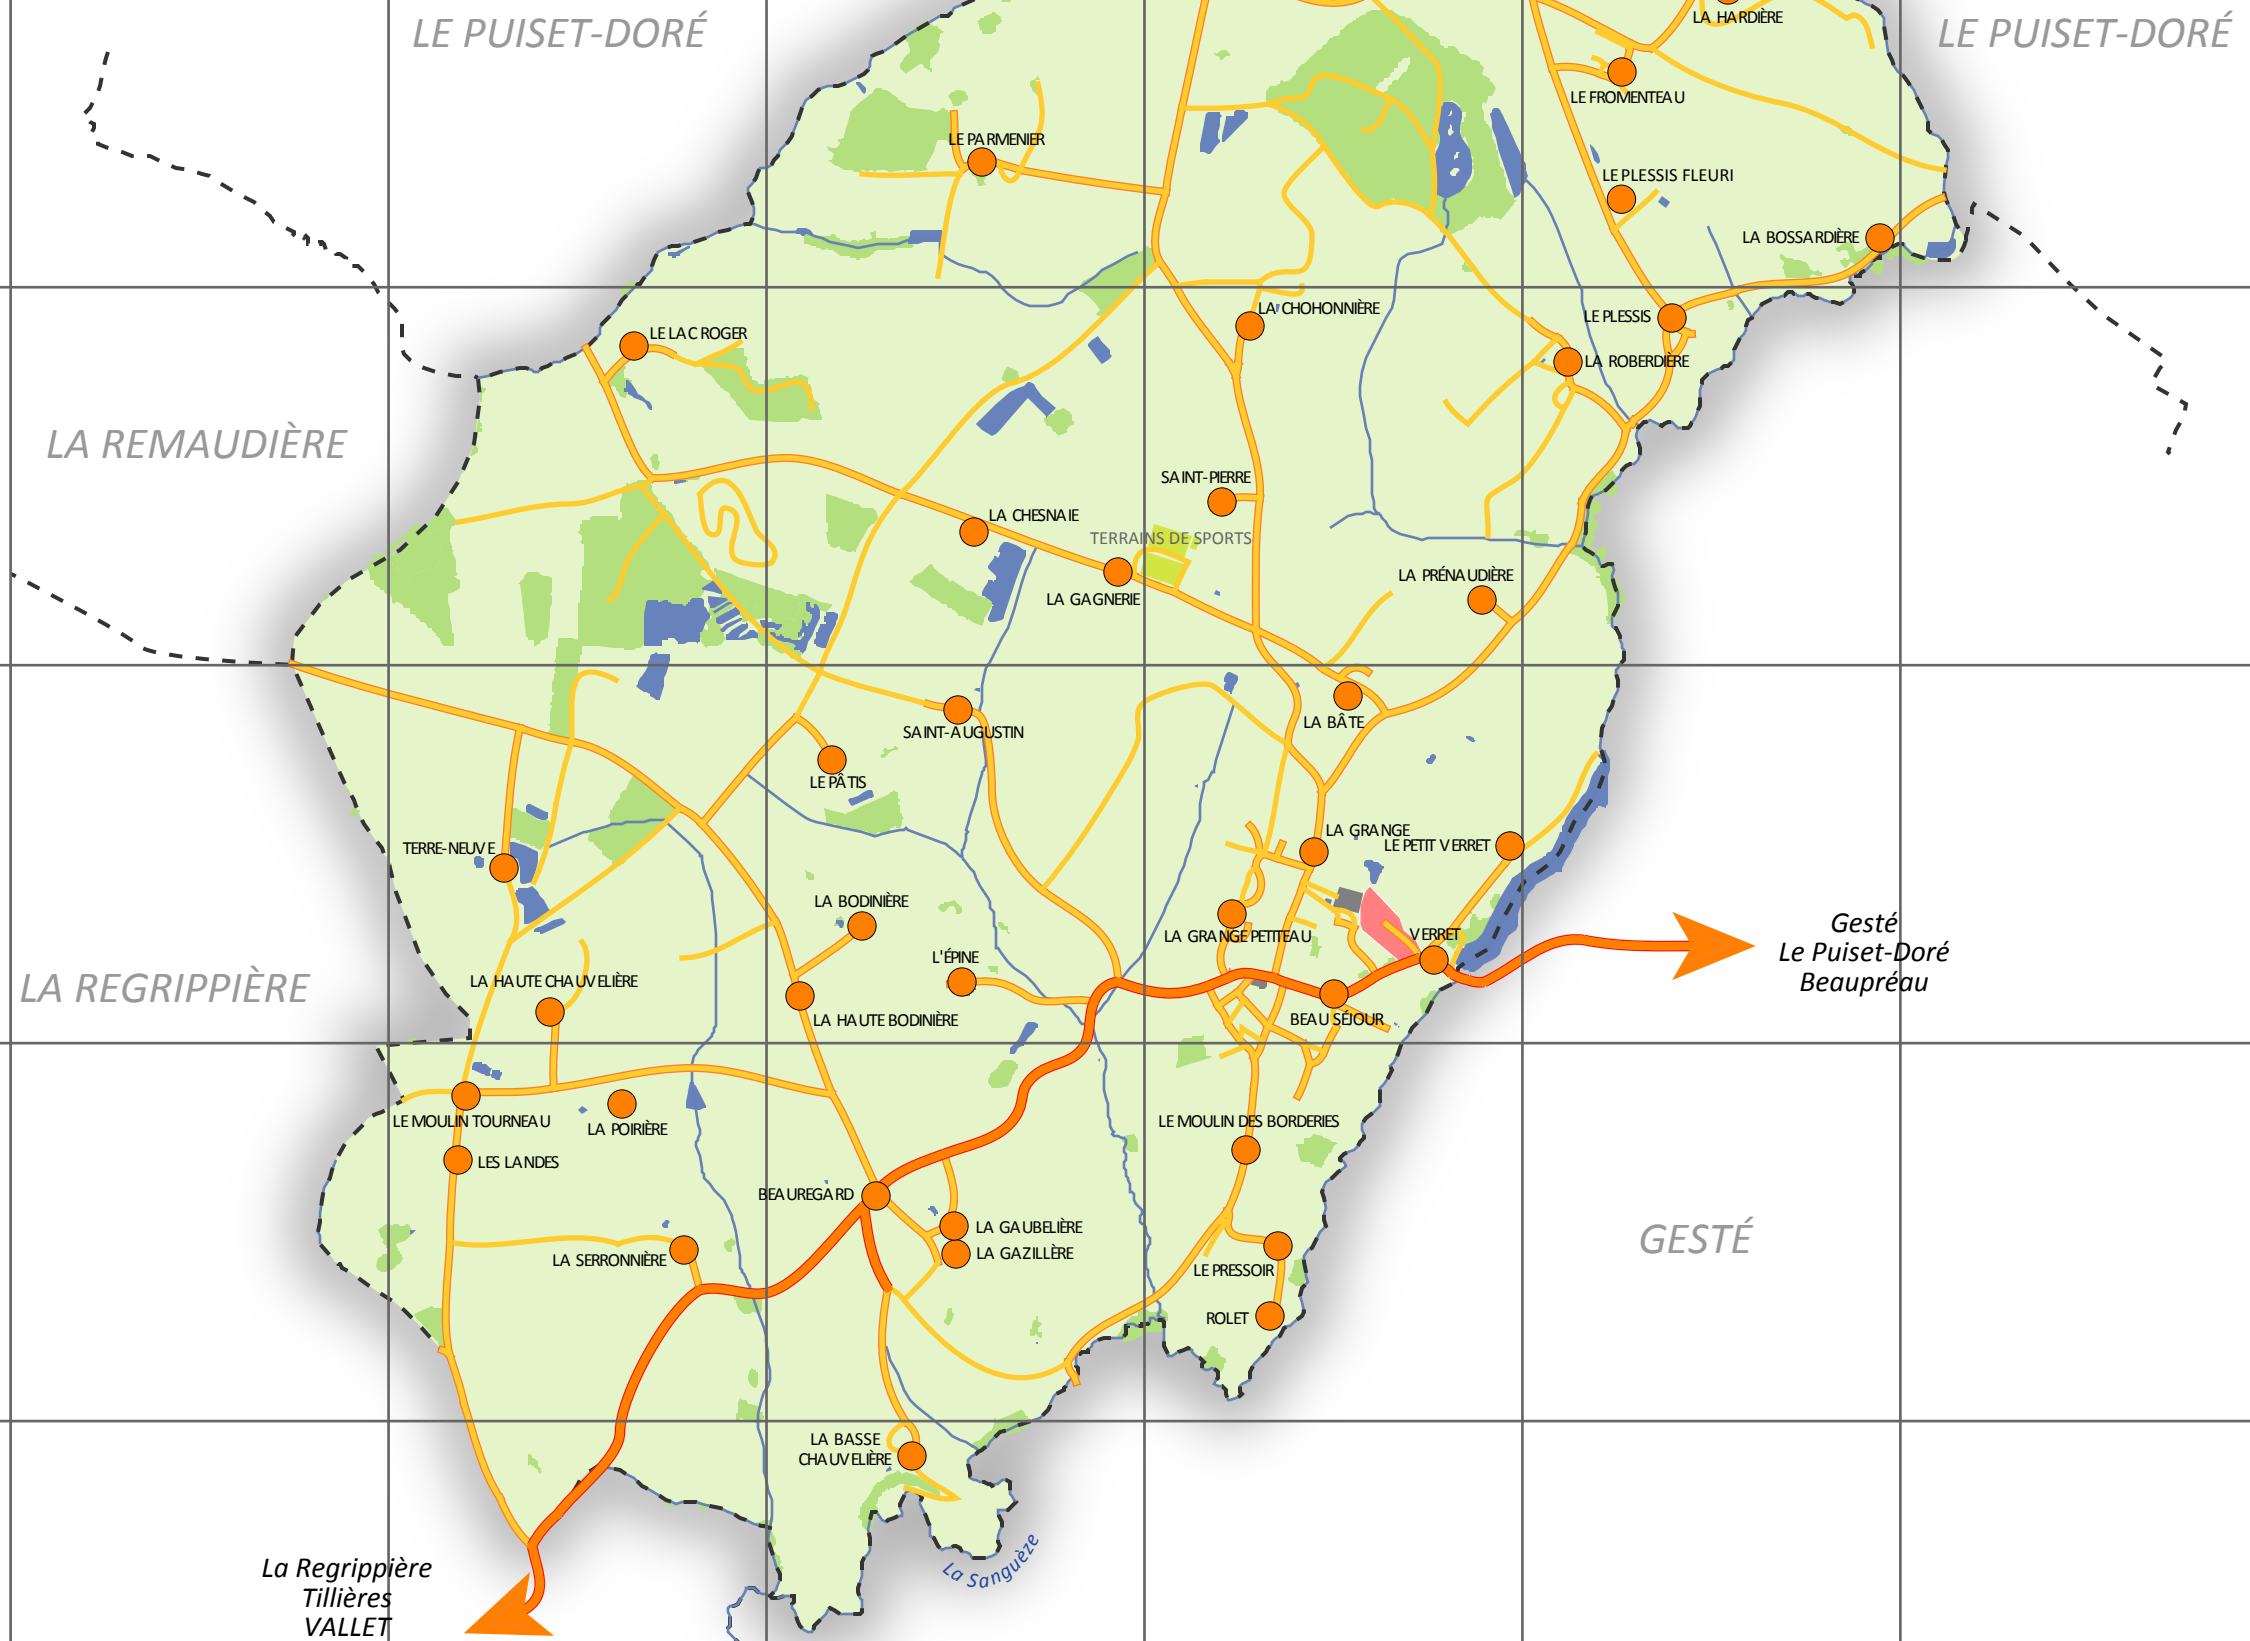 LE PUISET-DORÉ
LE PUISET-DORÉ
LA HARDIÈRE
LE FROMENTEAU
LE PARMENIER
LE PLESSIS FLEURI
LA BOSSARDIÈRE
LA CHOHONNIÈRE
LE PLESSIS
LE LAC ROGER
LA ROBERDIÈRE
LA REMAUDIÈRE
SAINT-PIERRE
LA CHESNAIE
TERRAINS DE SPORTS
LA PRÉNAUDIÈRE
LA GAGNERIE
LA BÂTE
SAINT-AUGUSTIN
LE PÂTIS
LA GRANGE
LE PETIT VERRET
TERRE-NEUVE
LA BODINIÈRE
LA GRANGE PETITEAU
VERRET
Gesté
Le Puiset-Doré
Beaupréau
L'ÉPINE
LA REGRIPPIÈRE
LA HAUTE CHAUVELIÈRE
LA HAUTE BODINIÈRE
BEAU SÉJOUR
LE MOULIN TOURNEAU
LA POIRIÈRE
LE MOULIN DES BORDERIES
LES LANDES
BEAUREGARD
LA GAUBELIÈRE
LA GAZILLÈRE
GESTÉ
LA SERRONNIÈRE
LE PRESSOIR
ROLET
LA BASSE
CHAUVELIÈRE
La Sanguèze
La Regrippière
Tillières
VALLET